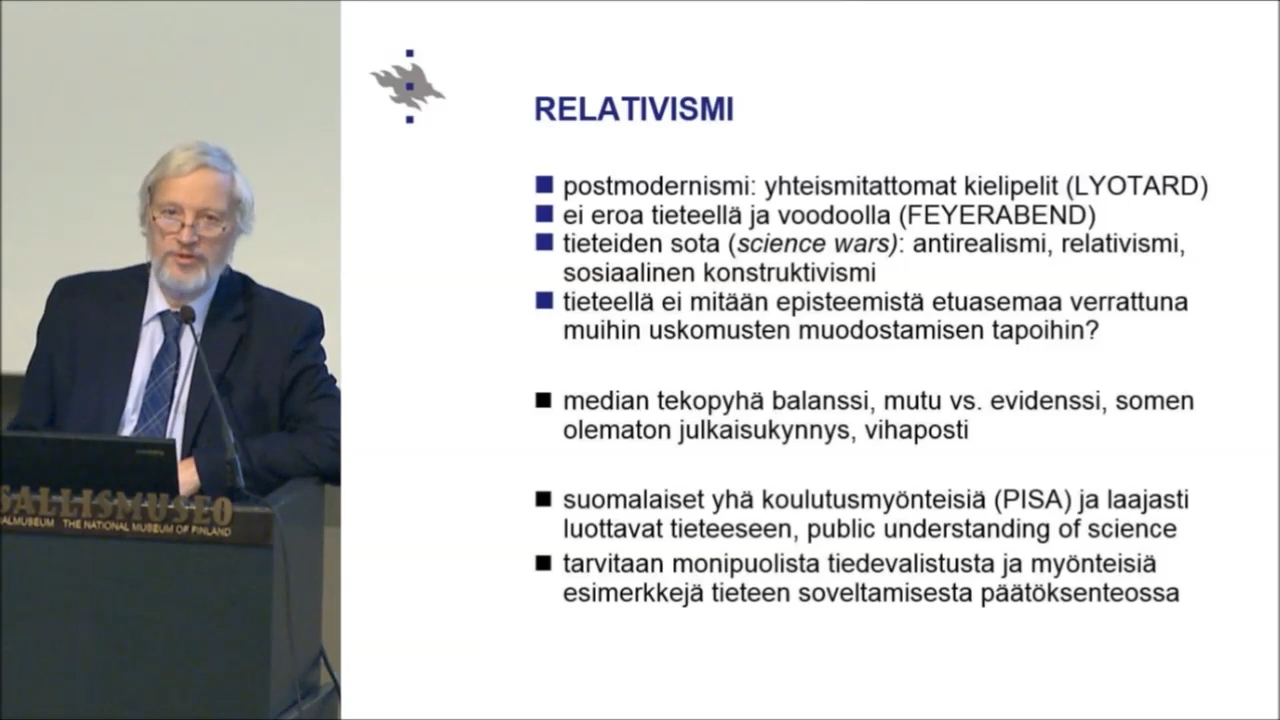 RELATIVISMI
postmodernismi: yhteismitattomat kielipelit (LYOTARD)
ei eroa tieteellä ja voodoolla (FEYERABEND)
tieteiden sota (science wars): antirealismi, relativismi,
sosiaalinen konstruktivismi
tieteellä ei mitään episteemistä etuasemaa verrattuna
muihin uskomusten muodostamisen tapoihin?
median tekopyhä balanssi, mutu vs. evidenssi, somen
olematon julkaisukynnys, vihaposti
suomalaiset yhä koulutusmyönteisiä (PISA) ja laajasti
luottavat tieteeseen, public understanding of science
tarvitaan monipuolista tiedevalistusta ja myönteisiä
esimerkkejä tieteen soveltamisesta päätöksenteossa
SALLISMUSEO
ALMUSEUM THE NATIONAL MUSEUM OF FINLAND